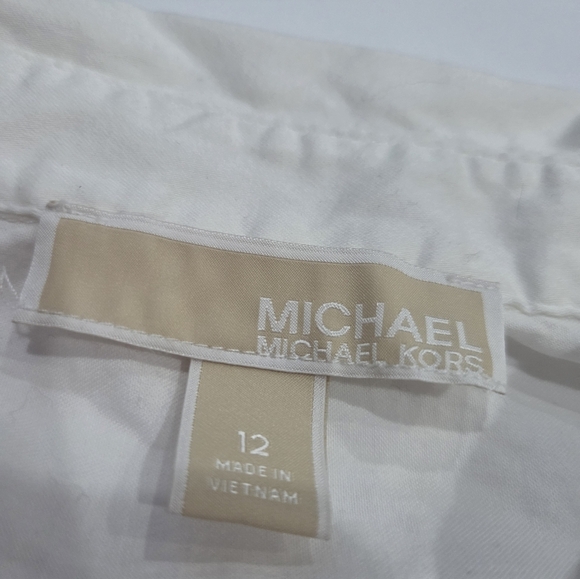 MICHAEL
MICHAEL KORS
12
MADE IN
VIETNAM